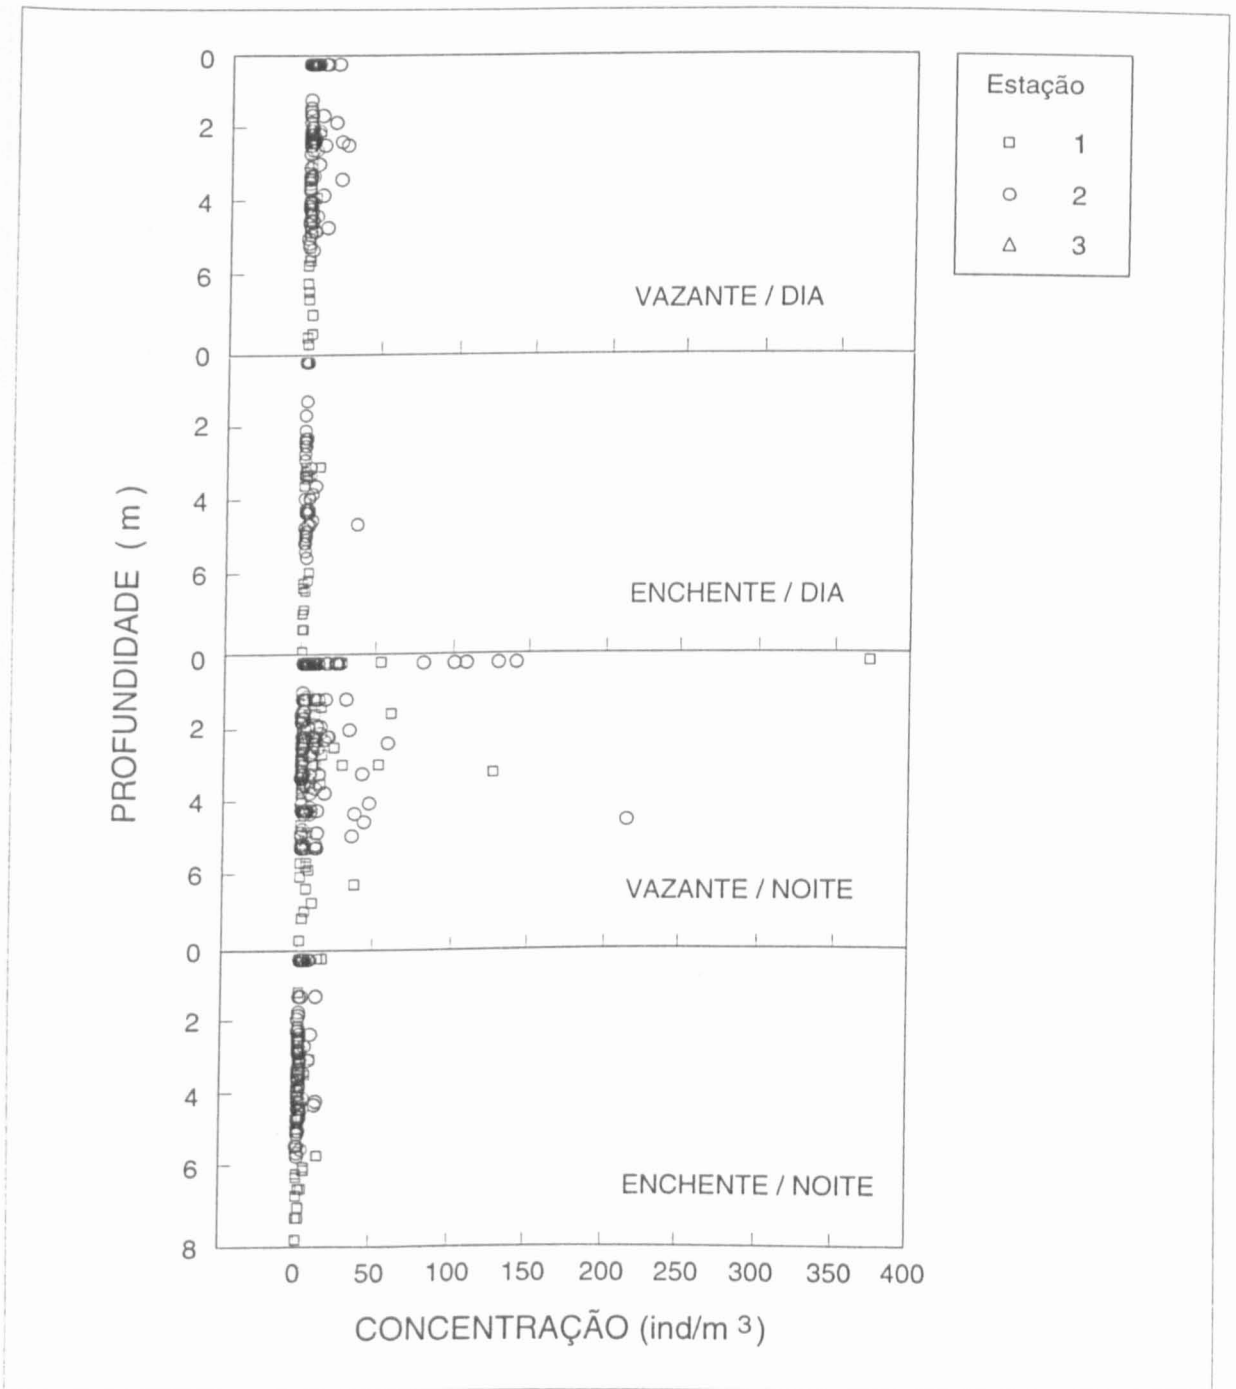 0
2
4
6
VAZANTE / DIA
Estação
1
2
3
0
2
4
6
ENCHENTE / DIA
0
2
4
6
VAZANTE / NOITE
0
2
4
6
8
ENCHENTE / NOITE
0 50 100 150 200 250 300 350 400
PROFUNDIDADE ( m )
CONCENTRAÇÃO (ind/m 3)